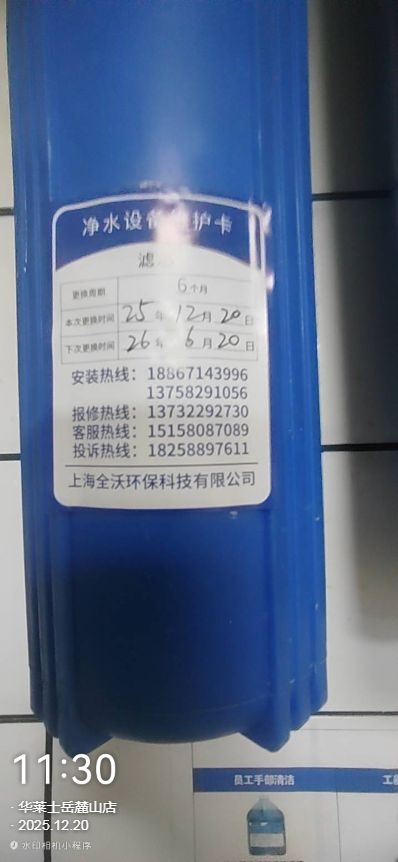 净水设备维护卡
滤
更换周期 6个月
本次更换时间 25年12月20日
下次更换时间 26年6月20日
安装热线：18867143996
13758291056
报修热线：13732292730
客服热线：15158087089
投诉热线：18258897611
上海全沃环保科技有限公司
员工手部清洁
工
11:30
·华莱士岳麓山店
·2025.12.20
水印相机小程序